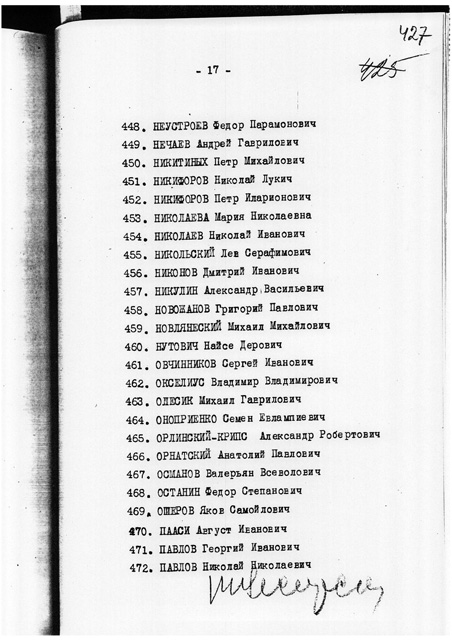 427
425
- 17 -
448. НЕУСТРОЕВ Федор Парамонович
449. НЕЧАЕВ Андрей Гаврилович
450. НИКИТИНЫХ Петр Михайлович
451. НИКИФОРОВ Николай Лукич
452. НИКИФОРОВ Петр Иларионович
453. НИКОЛАЕВА Мария Николаевна
454. НИКОЛАЕВ Николай Иванович
455. НИКОЛЬСКИЙ Лев Серафимович
456. НИКОНОВ Дмитрий Иванович
457. НИКУЛИН Александр Васильевич
458. НОВОЖАНОВ Григорий Павлович
459. НОВЛЯНСКИЙ Михаил Михайлович
460. НУТОВИЧ Найсе Дерович
461. ОВЧИННИКОВ Сергей Иванович
462. ОКСЕЛИУС Владимир Владимирович
463. ОЛЕСИК Михаил Гаврилович
464. ОНОПРИЕНКО Семен Евлампиевич
465. ОРЛИНСКИЙ-КРИПС Александр Робертович
466. ОРНАТСКИЙ Анатолий Павлович
467. ОСМАНОВ Валерьян Всеволович
468. ОСТАНИН Федор Степанович
469. ОШЕРОВ Яков Самойлович
470. ПААСИ Август Иванович
471. ПАВЛОВ Георгий Иванович
472. ПАВЛОВ Николай Николаевич